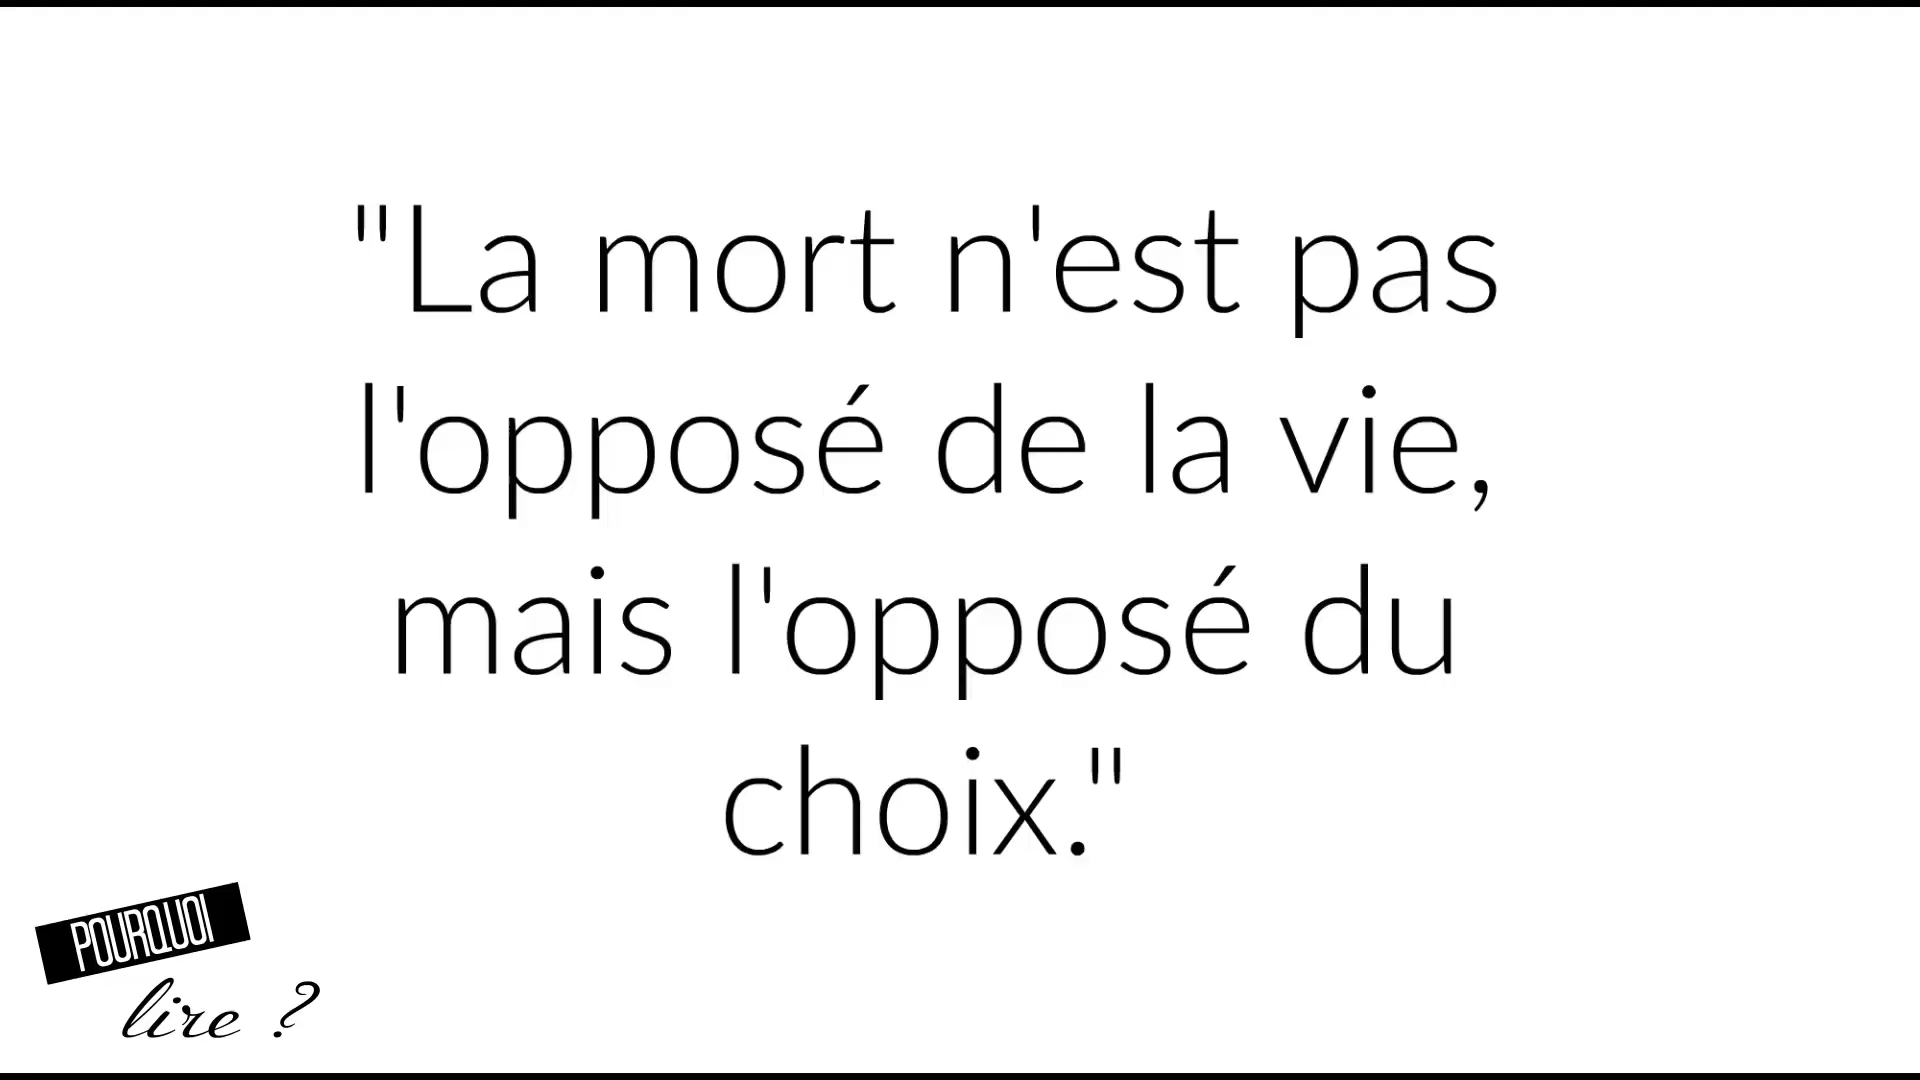 "La mort n'est pas
l'opposé de la vie,
mais l'opposé du
choix."
POURQUOI
lire ?